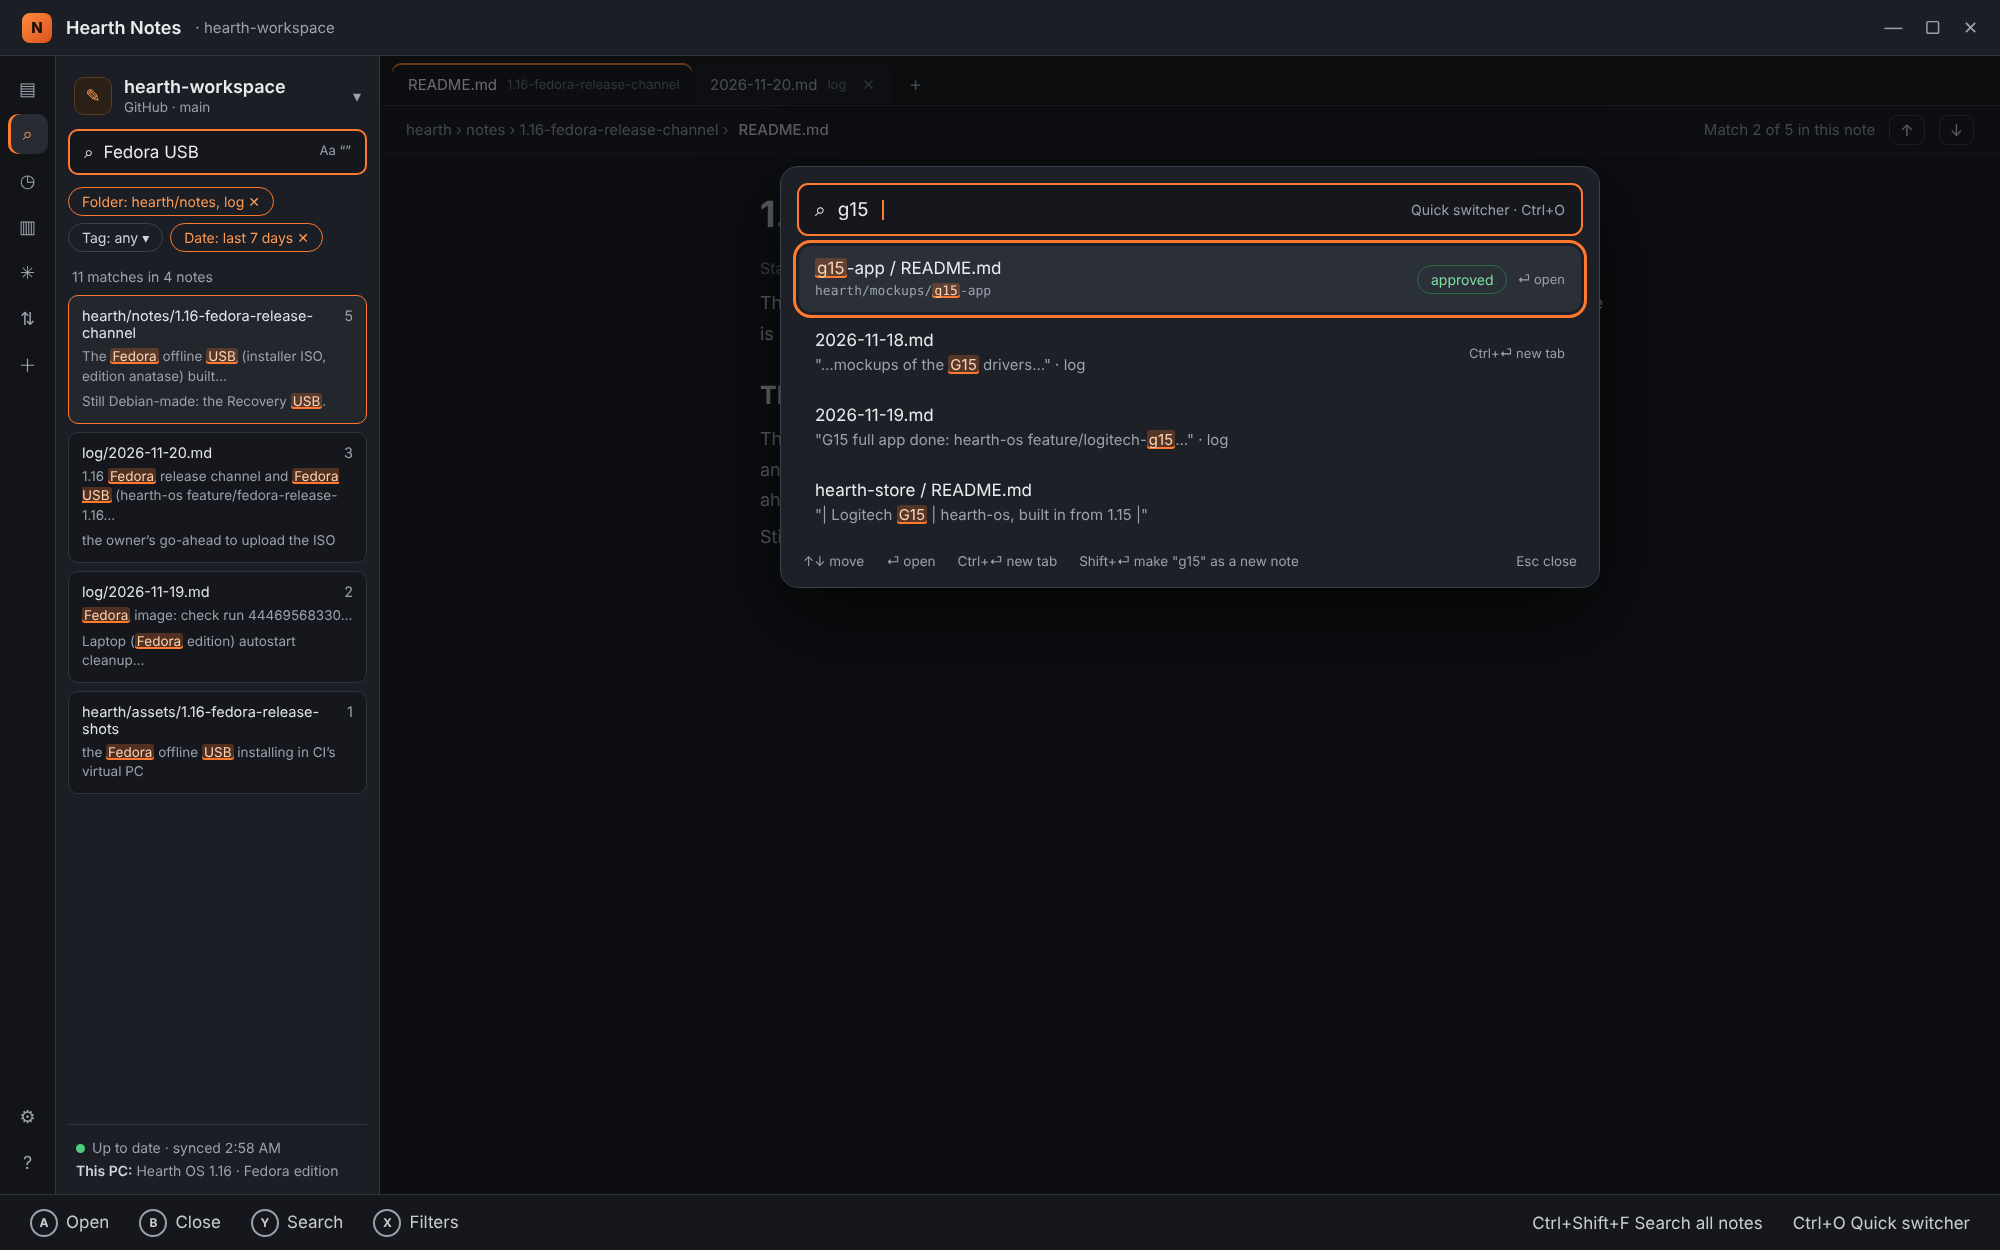 N Hearth Notes · hearth-workspace
hearth-workspace
GitHub · main
Fedora USB Aa “”
Folder: hearth/notes, log ✕
Tag: any ▾ Date: last 7 days ✕
11 matches in 4 notes
hearth/notes/1.16-fedora-release-channel 5
The Fedora offline USB (installer ISO,
edition anatase) built...
Still Debian-made: the Recovery USB.
log/2026-11-20.md 3
1.16 Fedora release channel and Fedora
USB (hearth-os feature/fedora-release-
1.16...
the owner’s go-ahead to upload the ISO
log/2026-11-19.md 2
Fedora image: check run 44469568330...
Laptop (Fedora edition) autostart
cleanup...
hearth/assets/1.16-fedora-release-
shots 1
the Fedora offline USB installing in CI’s
virtual PC
Up to date · synced 2:58 AM
This PC: Hearth OS 1.16 · Fedora edition
README.md 1.16-fedora-release-channel 2026-11-20.md log ✕ +
hearth › notes › 1.16-fedora-release-channel › README.md Match 2 of 5 in this note ↑ ↓
g15 Quick switcher · Ctrl+O
g15-app / README.md
hearth/mockups/g15-app approved ⏎ open
2026-11-18.md
"...mockups of the G15 drivers..." · log Ctrl+⏎ new tab
2026-11-19.md
"G15 full app done: hearth-os feature/logitech-g15..." · log
hearth-store / README.md
"| Logitech G15 | hearth-os, built in from 1.15 |"
↑↓ move ⏎ open Ctrl+⏎ new tab Shift+⏎ make "g15" as a new note Esc close
A Open B Close Y Search X Filters Ctrl+Shift+F Search all notes Ctrl+O Quick switcher